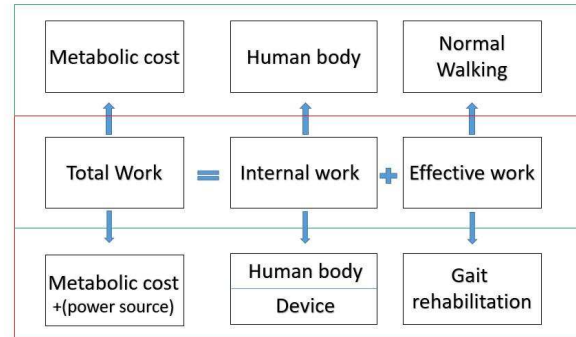 Metabolic cost
Human body
Normal
Walking
Total Work
=
Internal work
+
Effective work
Metabolic cost
+(power source)
Human body
Device
Gait
rehabilitation